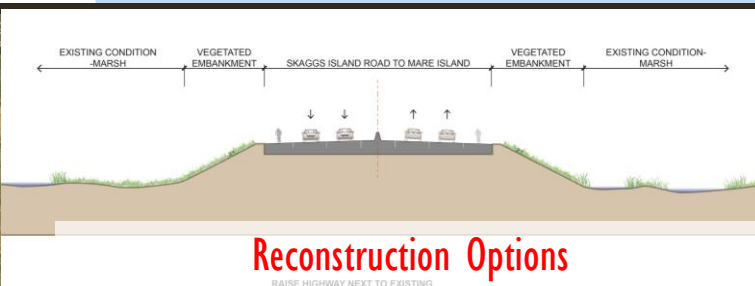 EXISTING CONDITION
-MARSH
VEGETATED
EMBANKMENT
SKAGGS ISLAND ROAD TO MARE ISLAND
VEGETATED
EMBANKMENT
EXISTING CONDITION-
MARSH
Reconstruction Options
RAISE HIGHWAY NEXT TO EXISTING